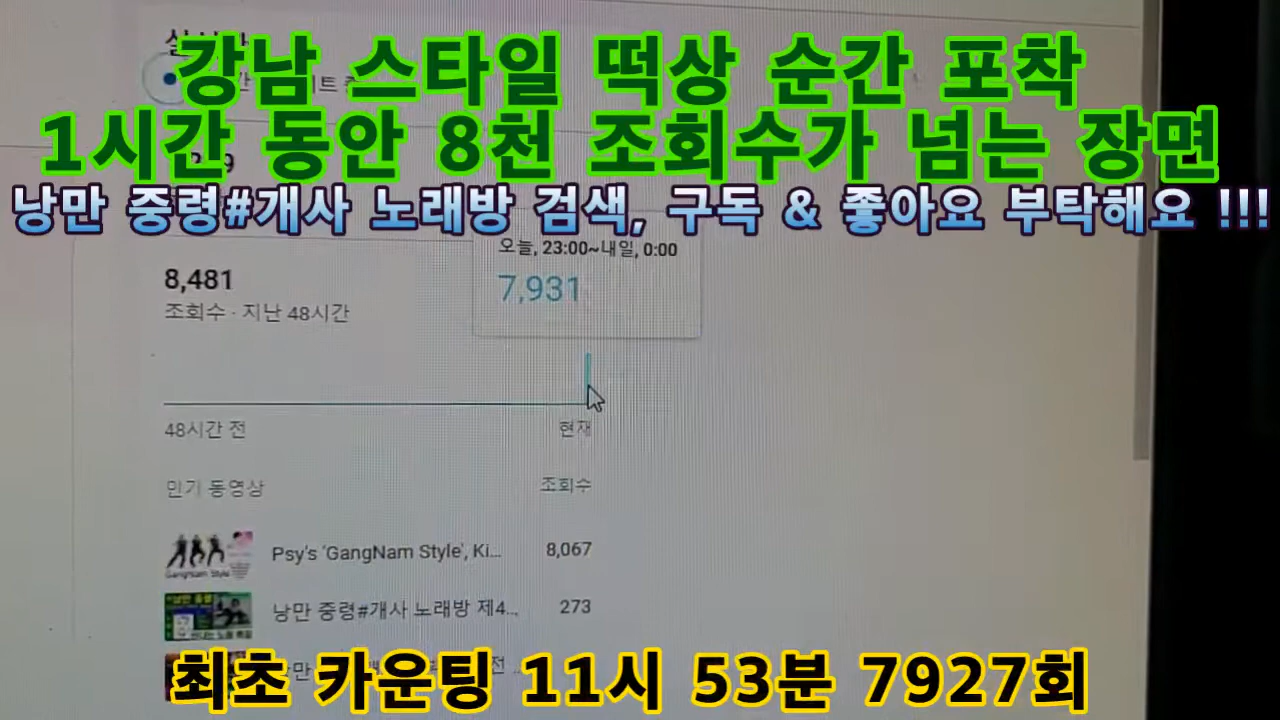 강남 스타일 떡상 순간 포착
1시간 동안 8천 조회수가 넘는 장면
낭만 중령#개사 노래방 검색, 구독 & 좋아요 부탁해요 !!!
오늘, 23:00~내일, 0:00
7,931
8,481
조회수 · 지난 48시간
48시간 전
현재
인기 동영상
조회수
Psy's 'GangNam Style', Ki...
8,067
GangNam Style
낭만 중령#개사 노래방 제4...
273
최초 카운팅 11시 53분 7927회